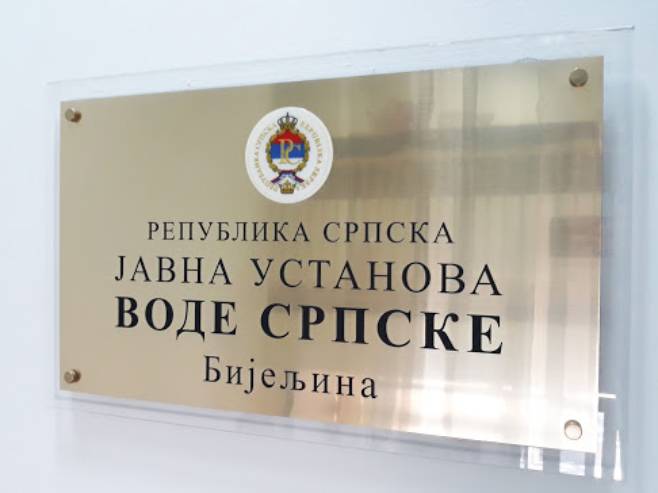 РЕПУБЛИКА СРПСКА
ЈАВНА УСТАНОВА
ВОДЕ СРПСКЕ
Бијељина